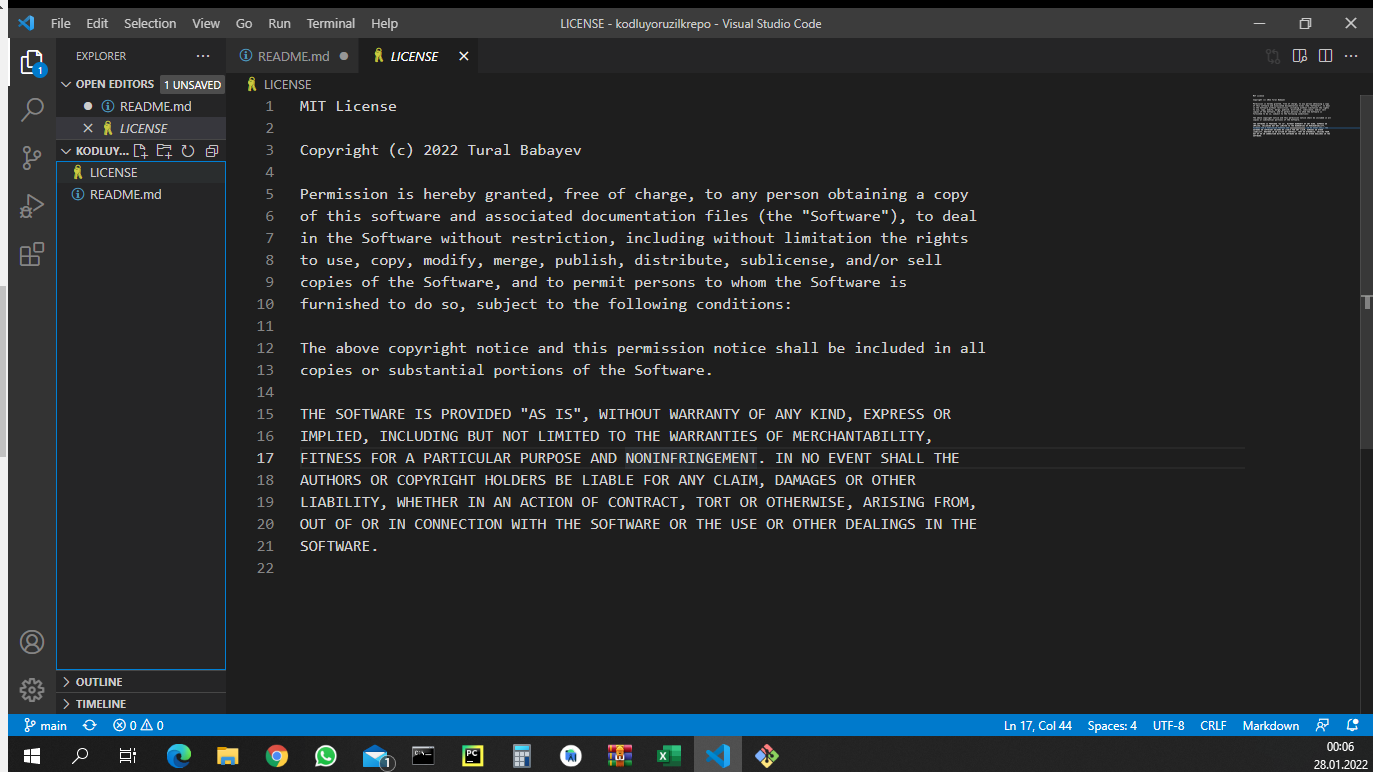 File Edit Selection View Go Run Terminal Help
LICENSE - kodluyoruzilkrepo - Visual Studio Code
EXPLORER
1
OPEN EDITORS
1 UNSAVED
README.md
LICENSE
KODLUY...
LICENSE
README.md
OUTLINE
TIMELINE
README.md
LICENSE
LICENSE
1 MIT License
2
3 Copyright (c) 2022 Tural Babayev
4
5 Permission is hereby granted, free of charge, to any person obtaining a copy
6 of this software and associated documentation files (the "Software"), to deal
7 in the Software without restriction, including without limitation the rights
8 to use, copy, modify, merge, publish, distribute, sublicense, and/or sell
9 copies of the Software, and to permit persons to whom the Software is
10 furnished to do so, subject to the following conditions:
11
12 The above copyright notice and this permission notice shall be included in all
13 copies or substantial portions of the Software.
14
15 THE SOFTWARE IS PROVIDED "AS IS", WITHOUT WARRANTY OF ANY KIND, EXPRESS OR
16 IMPLIED, INCLUDING BUT NOT LIMITED TO THE WARRANTIES OF MERCHANTABILITY,
17 FITNESS FOR A PARTICULAR PURPOSE AND NONINFRINGEMENT. IN NO EVENT SHALL THE
18 AUTHORS OR COPYRIGHT HOLDERS BE LIABLE FOR ANY CLAIM, DAMAGES OR OTHER
19 LIABILITY, WHETHER IN AN ACTION OF CONTRACT, TORT OR OTHERWISE, ARISING FROM,
20 OUT OF OR IN CONNECTION WITH THE SOFTWARE OR THE USE OR OTHER DEALINGS IN THE
21 SOFTWARE.
22
main
0 0
Ln 17, Col 44 Spaces: 4 UTF-8 CRLF Markdown
1
PC
00:06
28.01.2022